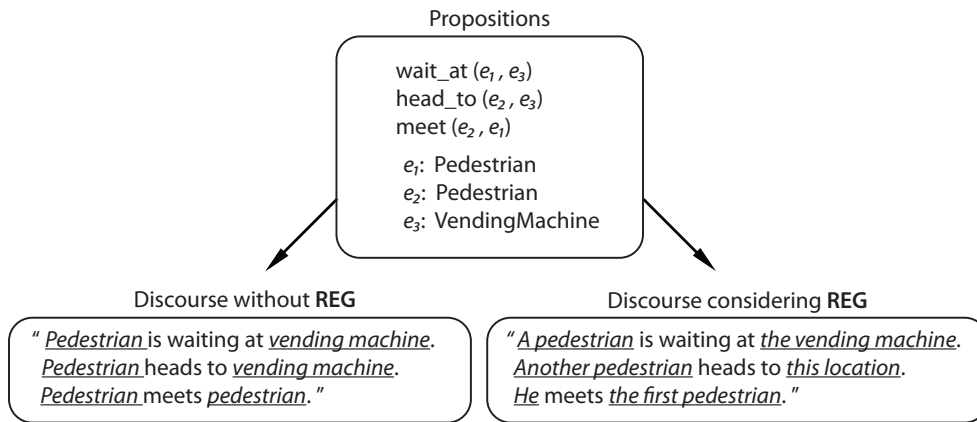 Propositions
wait_at (e₁ , e₃)
head_to (e₂ , e₃)
meet (e₂ , e₁)
e₁: Pedestrian
e₂: Pedestrian
e₃: VendingMachine
Discourse without REG
“ Pedestrian is waiting at vending machine.
Pedestrian heads to vending machine.
Pedestrian meets pedestrian. ”
Discourse considering REG
“A pedestrian is waiting at the vending machine.
Another pedestrian heads to this location.
He meets the first pedestrian. ”